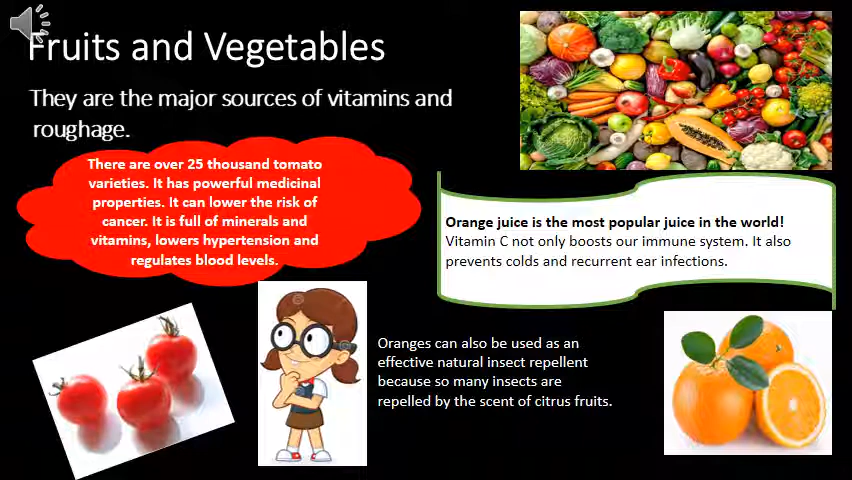 Fruits and Vegetables
They are the major sources of vitamins and
roughage.
There are over 25 thousand tomato
varieties. It has powerful medicinal
properties. It can lower the risk of
cancer. It is full of minerals and
vitamins, lowers hypertension and
regulates blood levels.
Orange juice is the most popular juice in the world!
Vitamin C not only boosts our immune system. It also
prevents colds and recurrent ear infections.
Oranges can also be used as an
effective natural insect repellent
because so many insects are
repelled by the scent of citrus fruits.